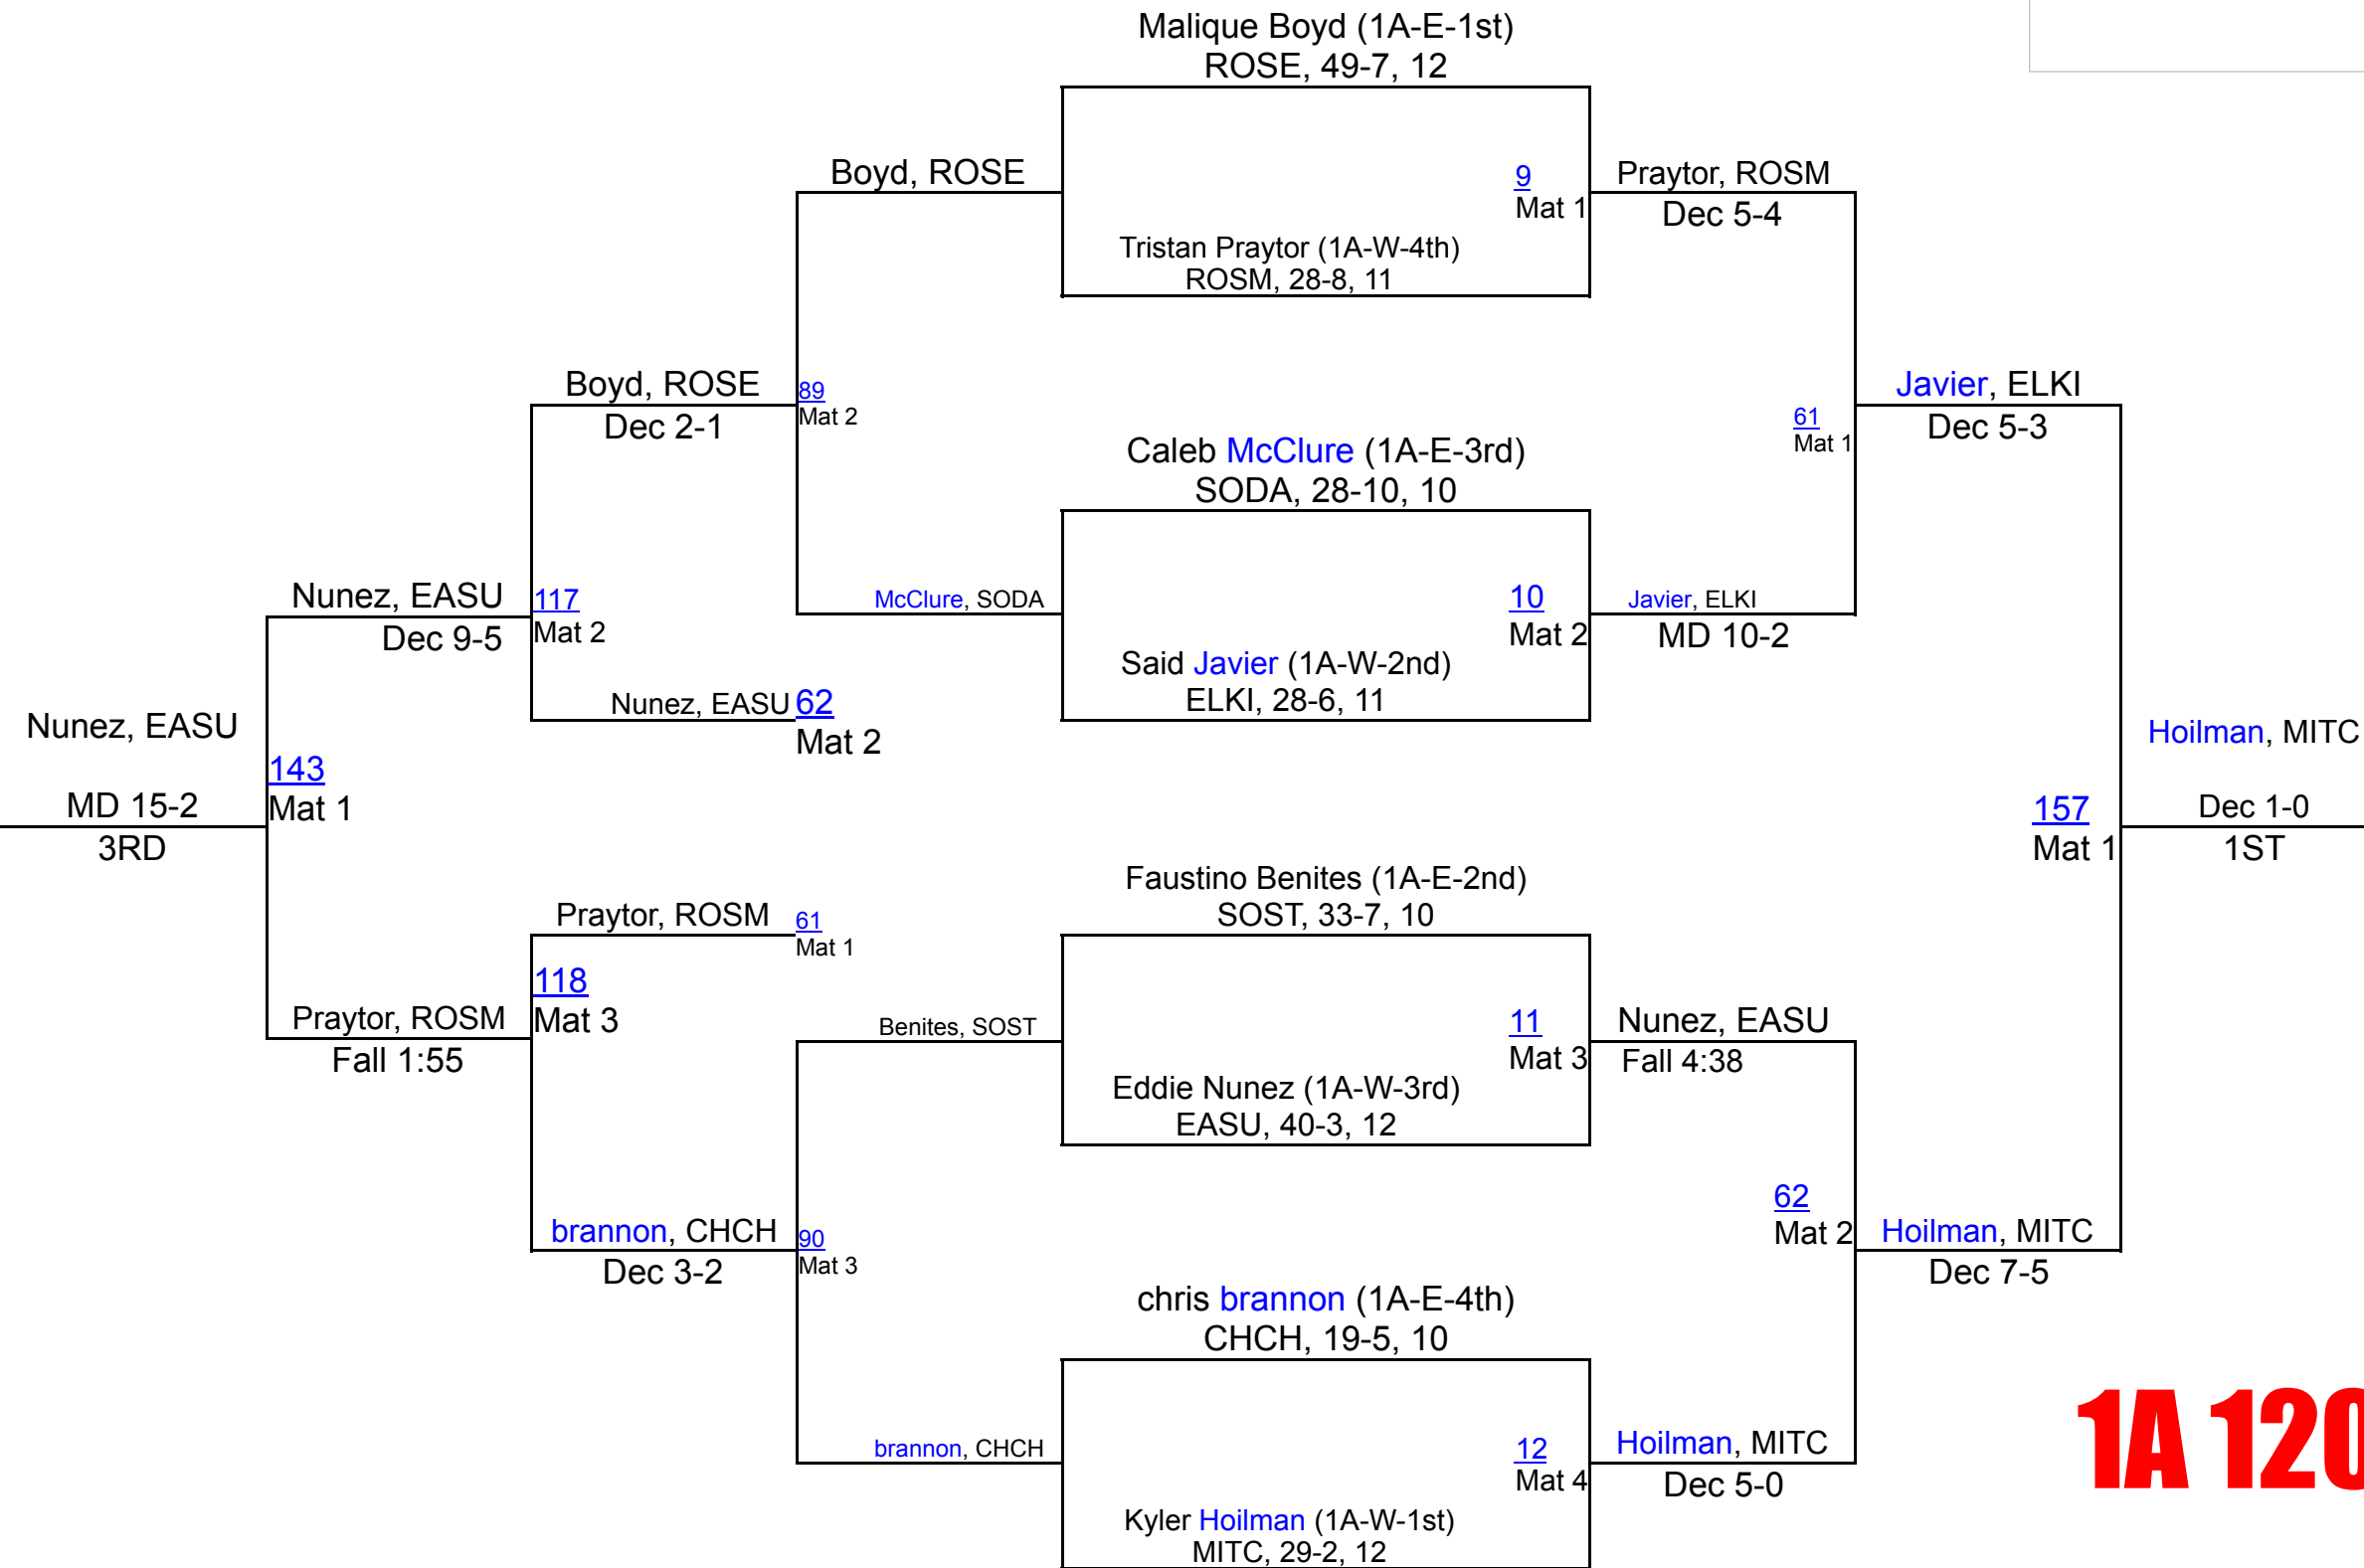 Malique Boyd (1A-E-1st)
ROSE, 49-7, 12
Boyd, ROSE
9
Mat 1
Praytor, ROSM
Dec 5-4
Tristan Praytor (1A-W-4th)
ROSM, 28-8, 11
Boyd, ROSE
Dec 2-1
89
Mat 2
61
Mat 1
Javier, ELKI
Dec 5-3
Caleb McClure (1A-E-3rd)
SODA, 28-10, 10
Nunez, EASU
Dec 9-5
117
Mat 2
McClure, SODA
10
Mat 2
Javier, ELKI
MD 10-2
Said Javier (1A-W-2nd)
ELKI, 28-6, 11
Nunez, EASU
62
Mat 2
Nunez, EASU
MD 15-2
3RD
143
Mat 1
157
Mat 1
Hoilman, MITC
Dec 1-0
1ST
Faustino Benites (1A-E-2nd)
SOST, 33-7, 10
Praytor, ROSM
61
Mat 1
118
Mat 3
Praytor, ROSM
Fall 1:55
Benites, SOST
11
Mat 3
Nunez, EASU
Fall 4:38
Eddie Nunez (1A-W-3rd)
EASU, 40-3, 12
brannon, CHCH
Dec 3-2
90
Mat 3
62
Mat 2
Hoilman, MITC
Dec 7-5
chris brannon (1A-E-4th)
CHCH, 19-5, 10
brannon, CHCH
12
Mat 4
Hoilman, MITC
Dec 5-0
Kyler Hoilman (1A-W-1st)
MITC, 29-2, 12
1A 120